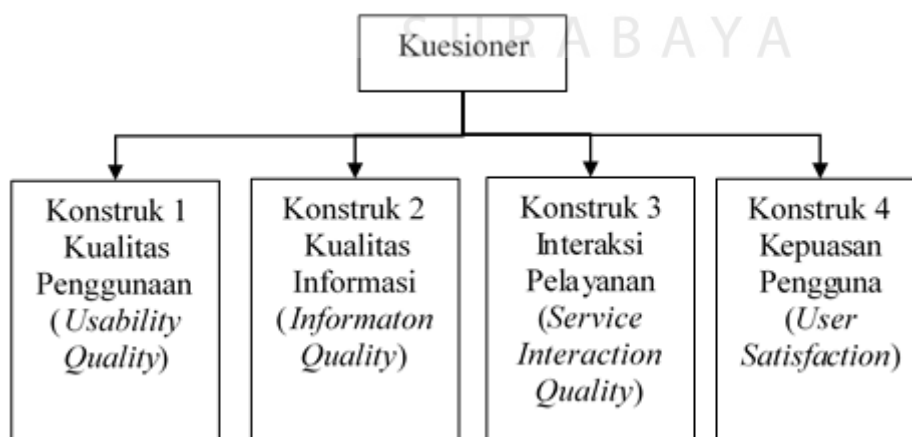 SURABAYA
Kuesioner
Konstruk 1
Kualitas
Penggunaan
(Usability
Quality)
Konstruk 2
Kualitas
Informasi
(Informaton
Quality)
Konstruk 3
Interaksi
Pelayanan
(Service
Interaction
Quality)
Konstruk 4
Kepuasan
Pengguna
(User
Satisfaction)